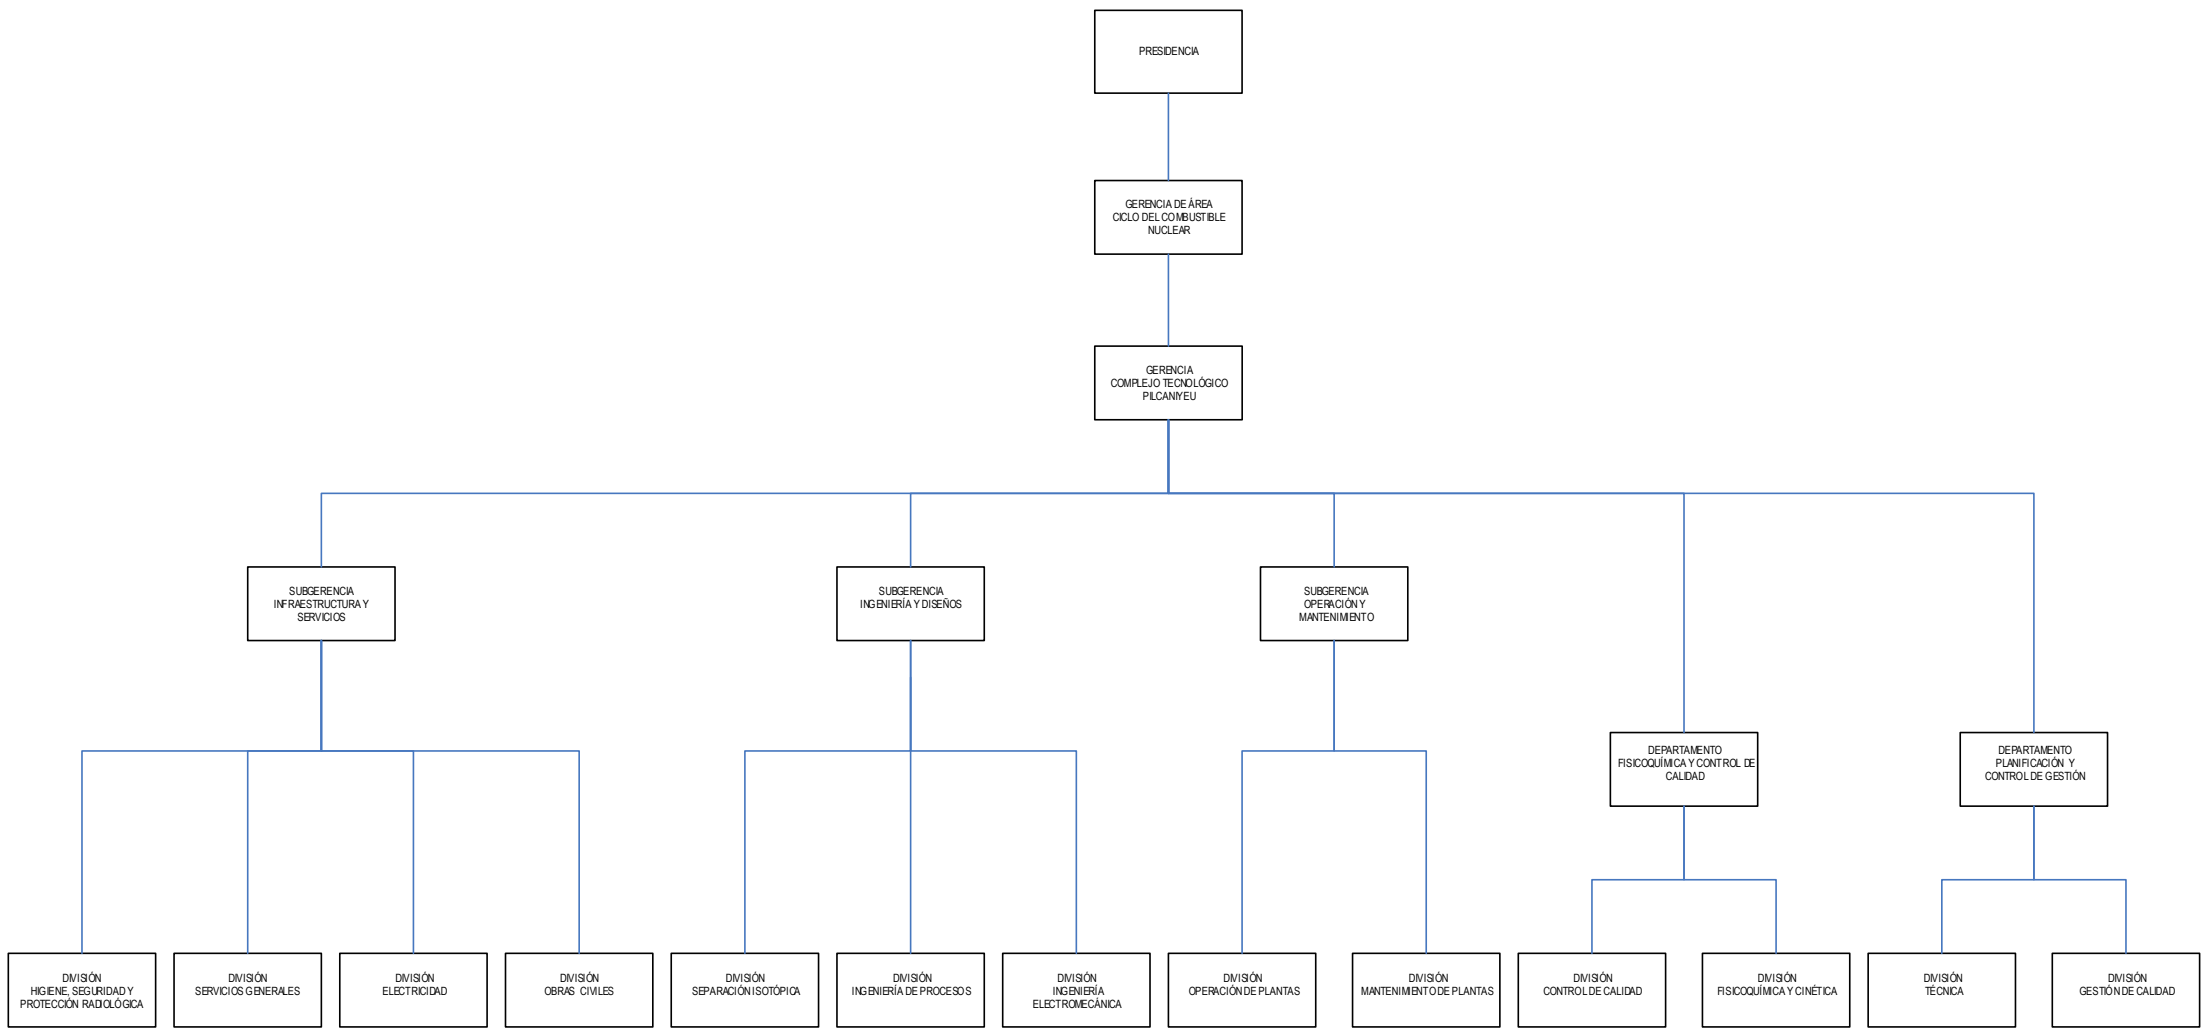 PRESIDENCIA
GERENCIA DE ÁREA
CICLO DEL COMBUSTIBLE
NUCLEAR
GERENCIA
COMPLEJO TECNOLÓGICO
PILCANIYEU
SUBGERENCIA
INFRAESTRUCTURA Y
SERVICIOS
SUBGERENCIA
INGENIERÍA Y DISEÑOS
SUBGERENCIA
OPERACIÓN Y
MANTENIMIENTO
DEPARTAMENTO
FISICOQUÍMICA Y CONTROL DE
CALIDAD
DEPARTAMENTO
PLANIFICACIÓN Y
CONTROL DE GESTIÓN
DIVISIÓN
HIGIENE, SEGURIDAD Y
PROTECCIÓN RADIOLÓGICA
DIVISIÓN
SERVICIOS GENERALES
DIVISIÓN
ELECTRICIDAD
DIVISIÓN
OBRAS CIVILES
DIVISIÓN
SEPARACIÓN ISOTÓPICA
DIVISIÓN
INGENIERÍA DE PROCESOS
DIVISIÓN
INGENIERÍA
ELECTROMECÁNICA
DIVISIÓN
OPERACIÓN DE PLANTAS
DIVISIÓN
MANTENIMIENTO DE PLANTAS
DIVISIÓN
CONTROL DE CALIDAD
DIVISIÓN
FISICOQUÍMICA Y CINÉTICA
DIVISIÓN
TÉCNICA
DIVISIÓN
GESTIÓN DE CALIDAD